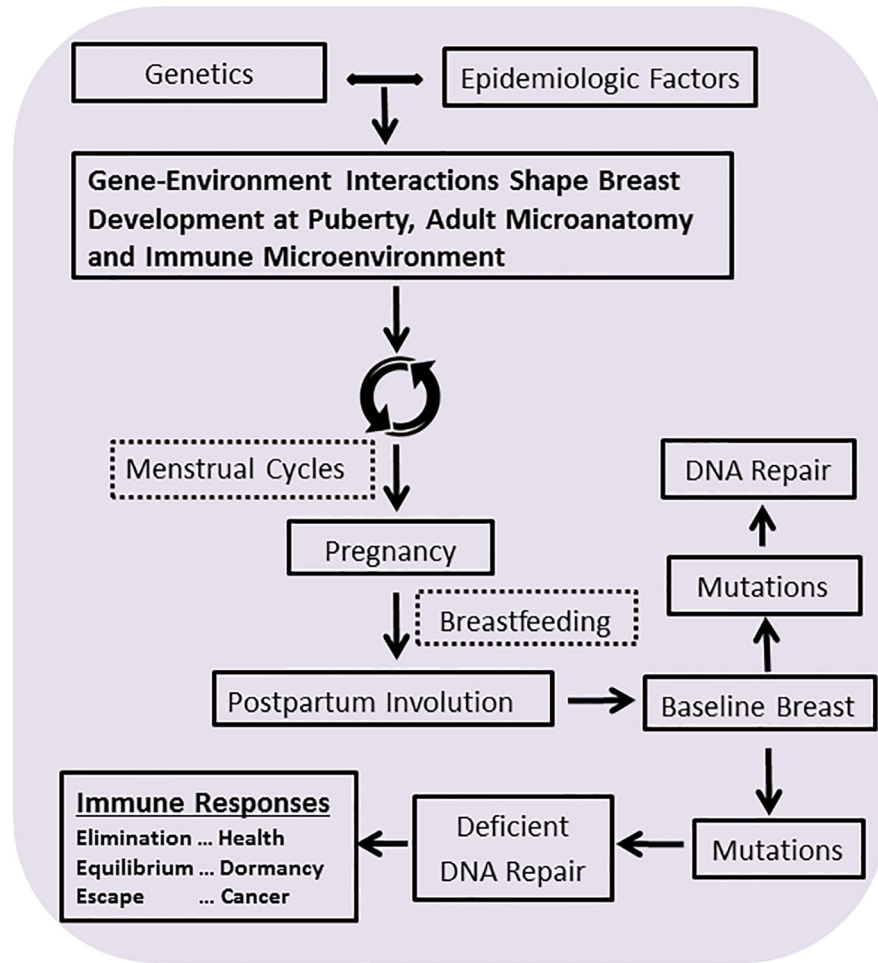 Genetics
Epidemiologic Factors
Gene-Environment Interactions Shape Breast
Development at Puberty, Adult Microanatomy
and Immune Microenvironment
Menstrual Cycles
Pregnancy
Breastfeeding
Postpartum Involution
Baseline Breast
Mutations
DNA Repair
Mutations
Deficient
DNA Repair
Immune Responses
Elimination ... Health
Equilibrium ... Dormancy
Escape ... Cancer